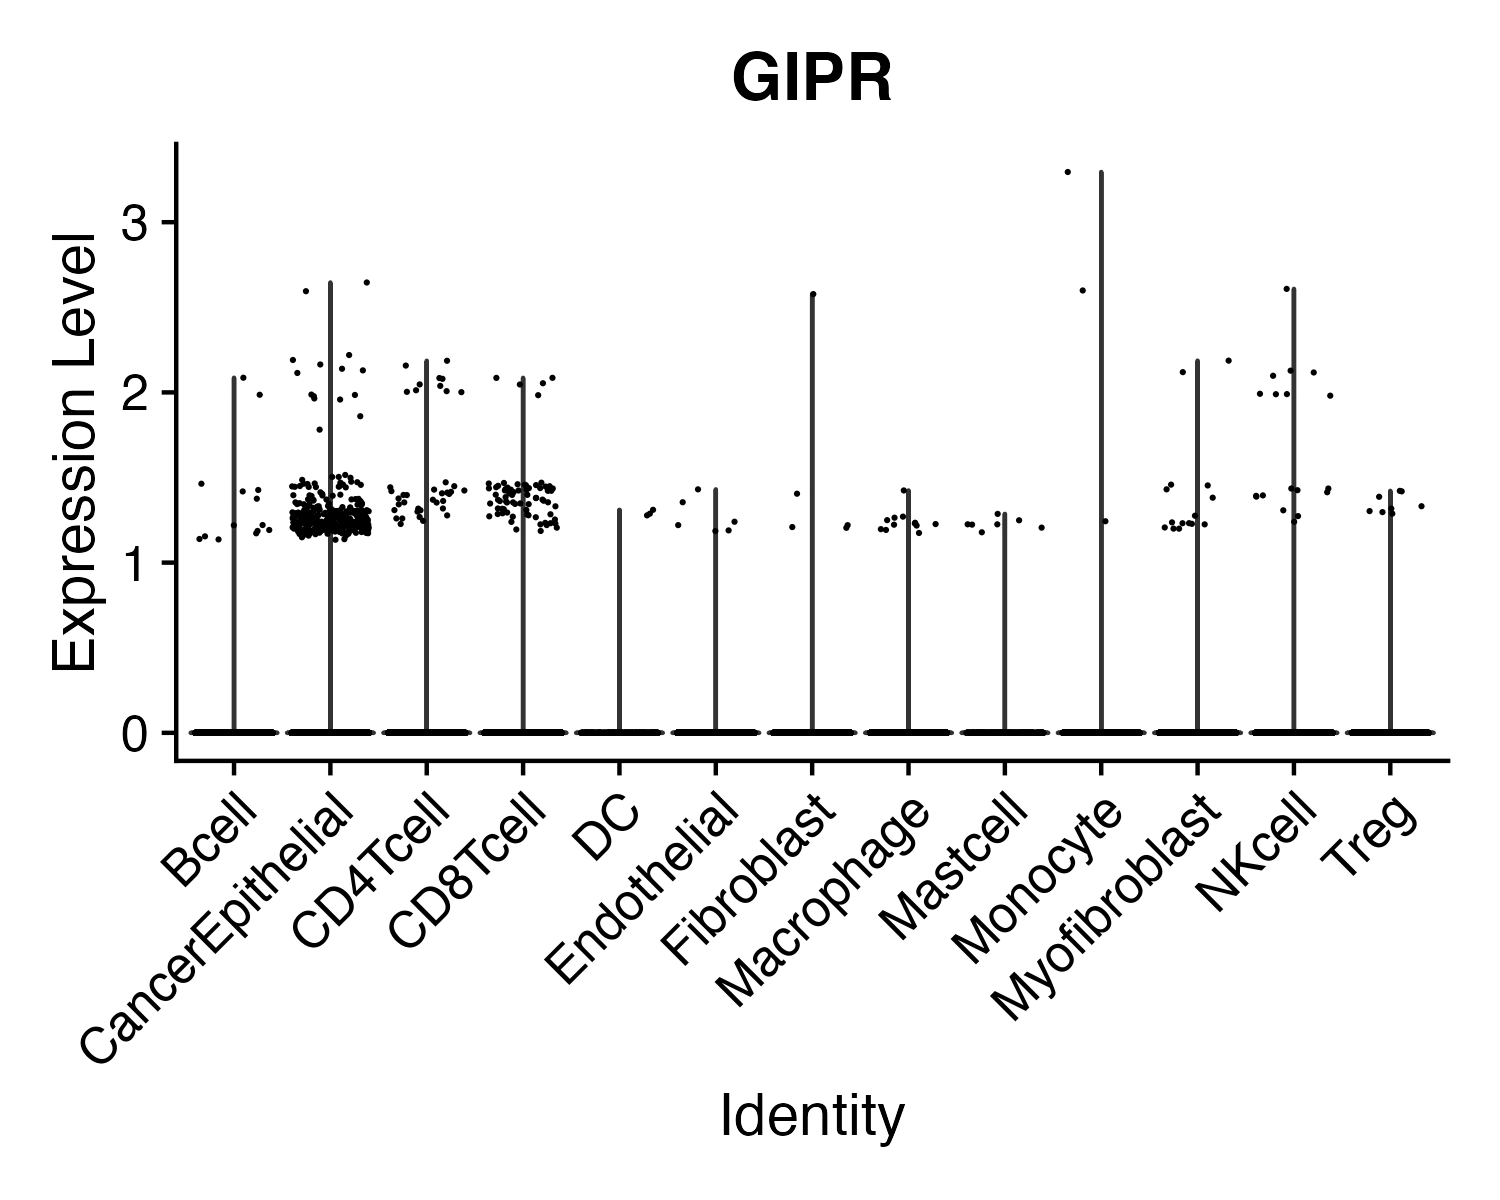 GIPR
Expression Level
3
2
1
0
Bcell
CancerEpithelial
CD4Tcell
CD8Tcell
DC
Endothelial
Fibroblast
Macrophage
Mastcell
Monocyte
Myofibroblast
NKcell
Treg
Identity